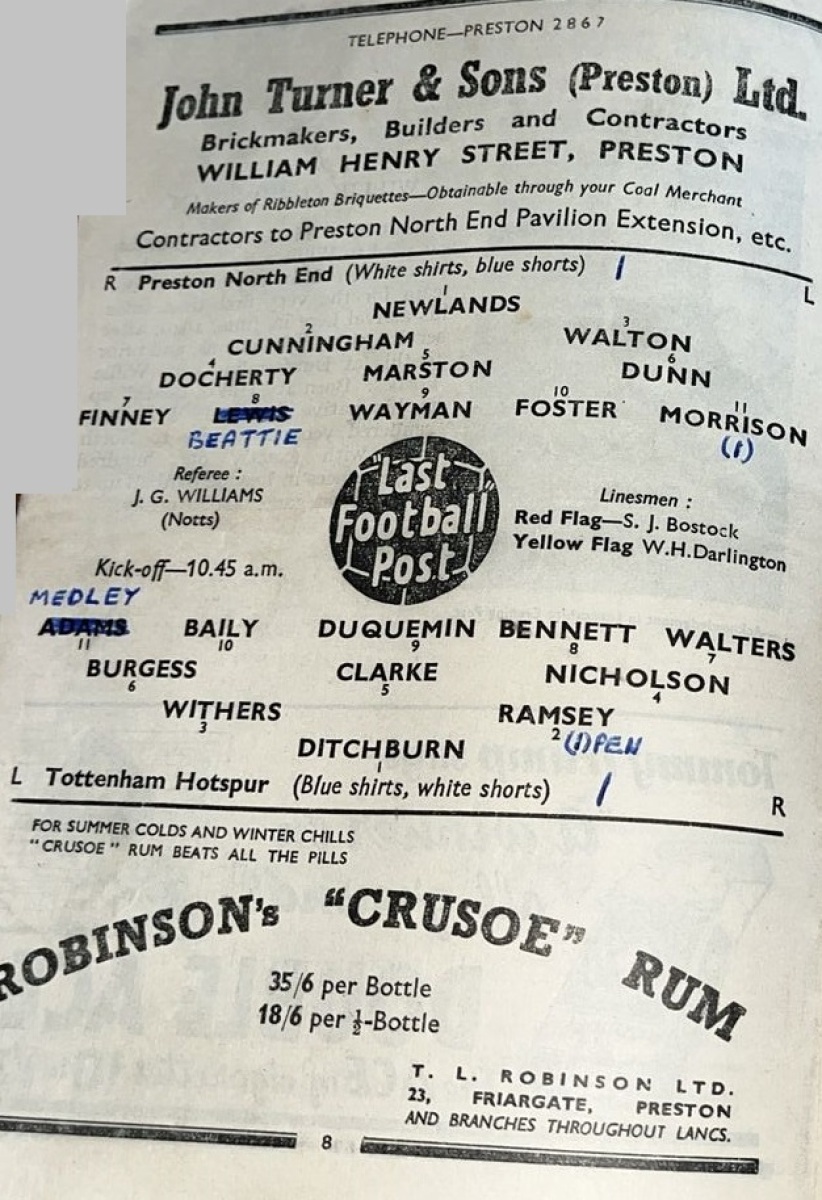 TELEPHONE—PRESTON 2867
John Turner & Sons (Preston) Ltd.
Brickmakers, Builders and Contractors
WILLIAM HENRY STREET, PRESTON
Makers of Ribbleton Briquettes—Obtainable through your Coal Merchant
Contractors to Preston North End Pavilion Extension, etc.
R Preston North End (White shirts, blue shorts) 1 L
1
NEWLANDS
2 3
CUNNINGHAM WALTON
4 5 6
DOCHERTY MARSTON DUNN
7 8 9 10 11
FINNEY LEWIS WAYMAN FOSTER MORRISON
BEATTIE (1)
Referee :
J. G. WILLIAMS
(Notts)
"Last
Football
Post"
Linesmen :
Red Flag—S. J. Bostock
Yellow Flag W.H.Darlington
Kick-off—10.45 a.m.
MEDLEY
ADAMS BAILY DUQUEMIN BENNETT WALTERS
11 10 9 8 7
BURGESS CLARKE NICHOLSON
6 5 4
WITHERS RAMSEY
3 2 (1)PEN
DITCHBURN
1
L Tottenham Hotspur (Blue shirts, white shorts) 1 R
FOR SUMMER COLDS AND WINTER CHILLS
"CRUSOE" RUM BEATS ALL THE PILLS
ROBINSON'S "CRUSOE" RUM
35/6 per Bottle
18/6 per ½-Bottle
T. L. ROBINSON LTD.
23, FRIARGATE, PRESTON
AND BRANCHES THROUGHOUT LANCS.
8